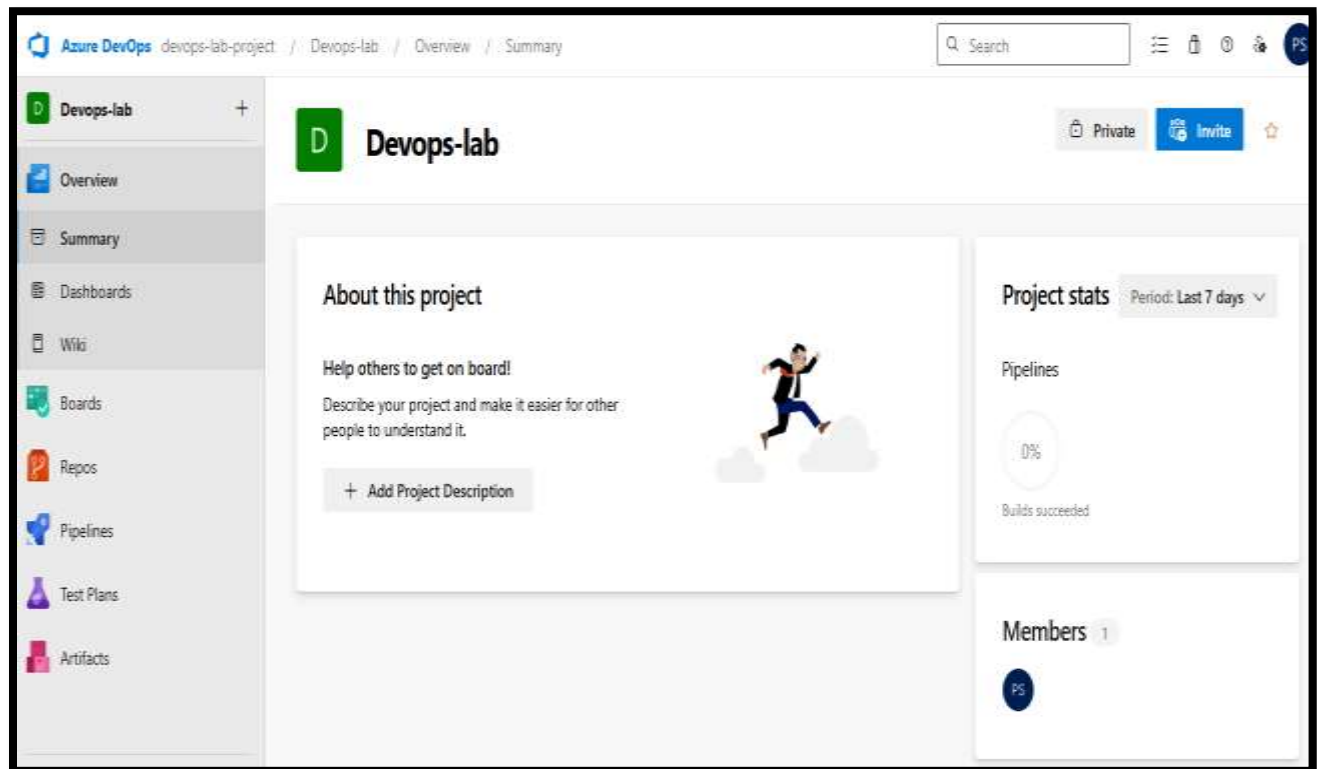 Azure DevOps devops-lab-project / Devops-lab / Overview / Summary
Search
PS
D Devops-lab +
Overview
Summary
Dashboards
Wiki
Boards
Repos
Pipelines
Test Plans
Artifacts
D Devops-lab
Private
Invite
About this project
Help others to get on board!
Describe your project and make it easier for other
people to understand it.
+ Add Project Description
Project stats Period: Last 7 days
Pipelines
0%
Builds succeeded
Members 1
PS